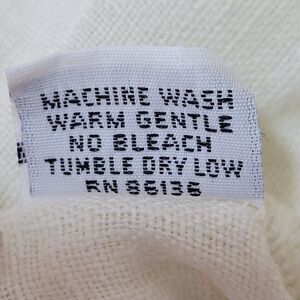 MACHINE WASH
WARM GENTLE
NO BLEACH
TUMBLE DRY LOW
RN 86136